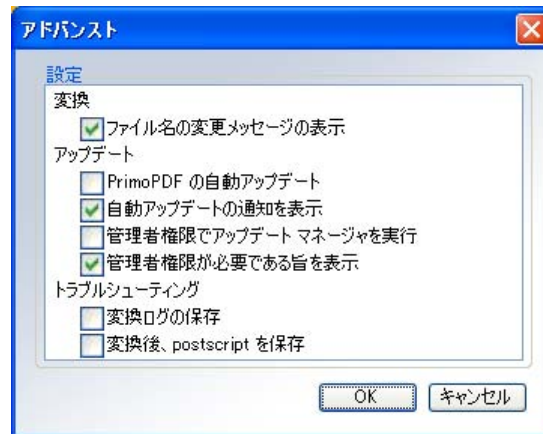 アドバンスト
設定
変換
ファイル名の変更メッセージの表示
アップデート
PrimoPDF の自動アップデート
自動アップデートの通知を表示
管理者権限でアップデート マネージャを実行
管理者権限が必要である旨を表示
トラブルシューティング
変換ログの保存
変換後、postscript を保存
OK キャンセル